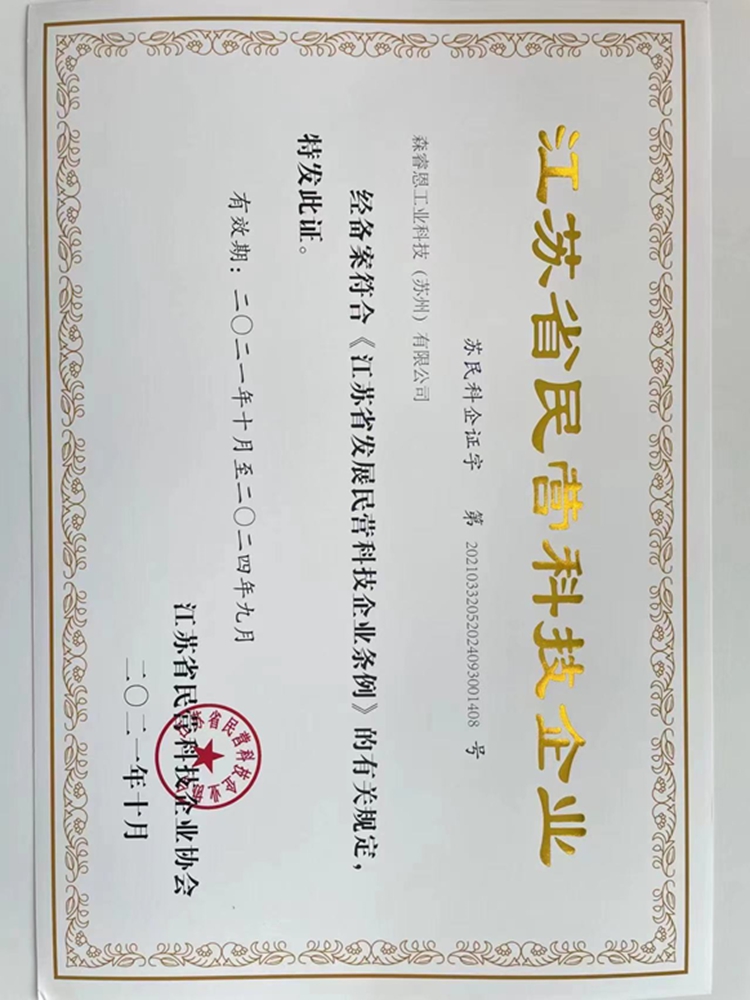 江苏省民营科技企业
苏民科企证字 第 20210332052024093001408 号
森睿恩工业科技（苏州）有限公司
经备案符合《江苏省发展民营科技企业条例》的有关规定，
特发此证。
有效期：二〇二一年十月至二〇二四年九月
江苏省民营科技企业协会
二〇二一年十月